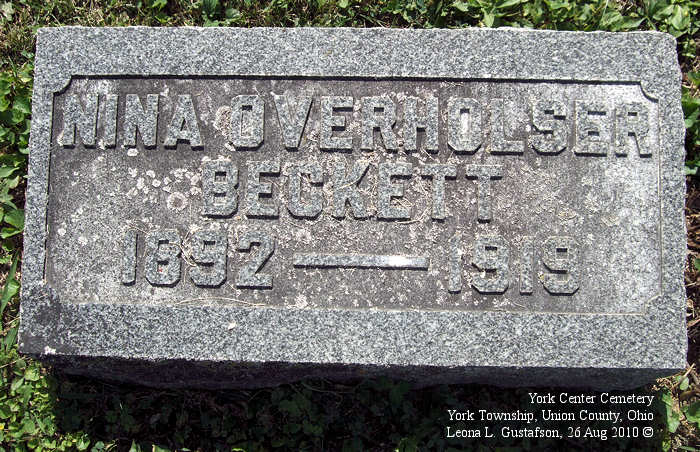 NINA OVERHOLSER
BECKETT
1892 — 1919
York Center Cemetery
York Township, Union County, Ohio
Leona L. Gustafson, 26 Aug 2010 ©